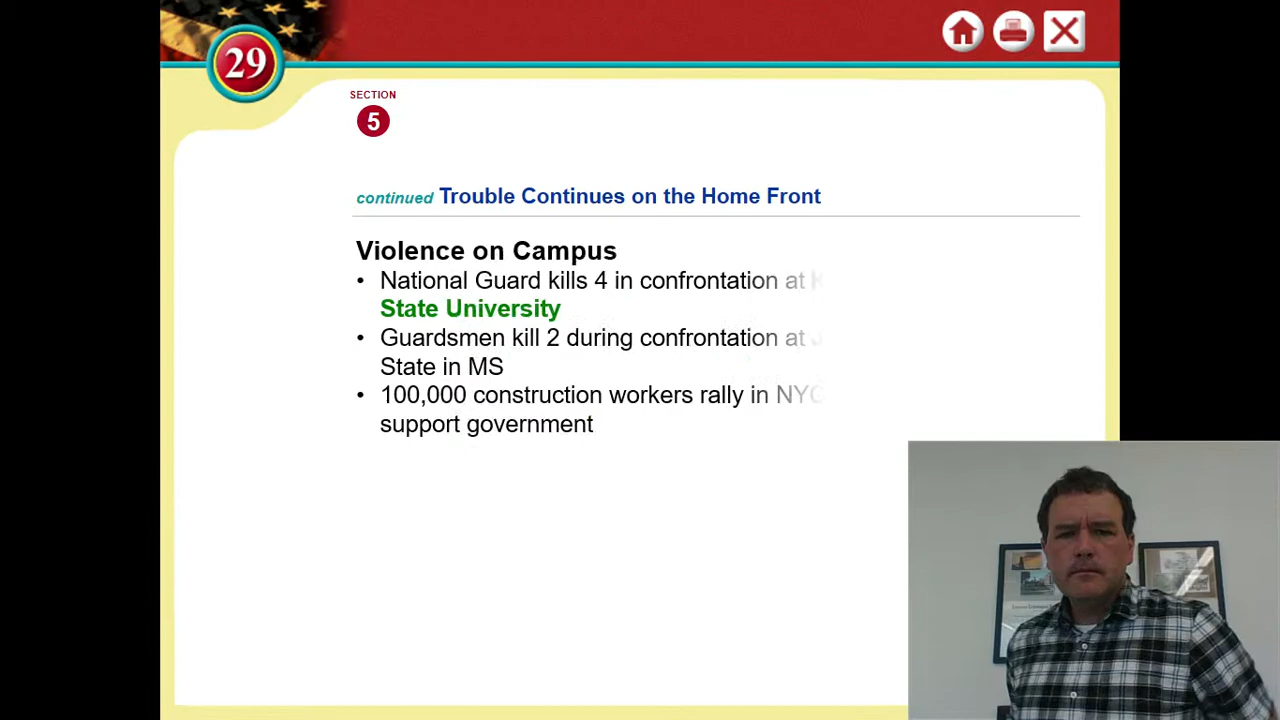 29
SECTION
5
continued Trouble Continues on the Home Front
Violence on Campus
• National Guard kills 4 in confrontation at
State University
• Guardsmen kill 2 during confrontation at
State in MS
• 100,000 construction workers rally in NYC
support government